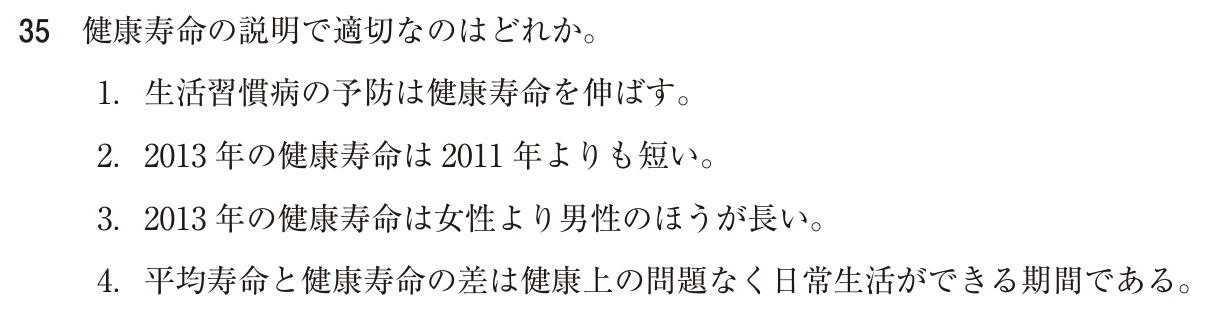 35 健康寿命の説明で適切なのはどれか。
1. 生活習慣病の予防は健康寿命を伸ばす。
2. 2013 年の健康寿命は 2011 年よりも短い。
3. 2013 年の健康寿命は女性より男性のほうが長い。
4. 平均寿命と健康寿命の差は健康上の問題なく日常生活ができる期間である。